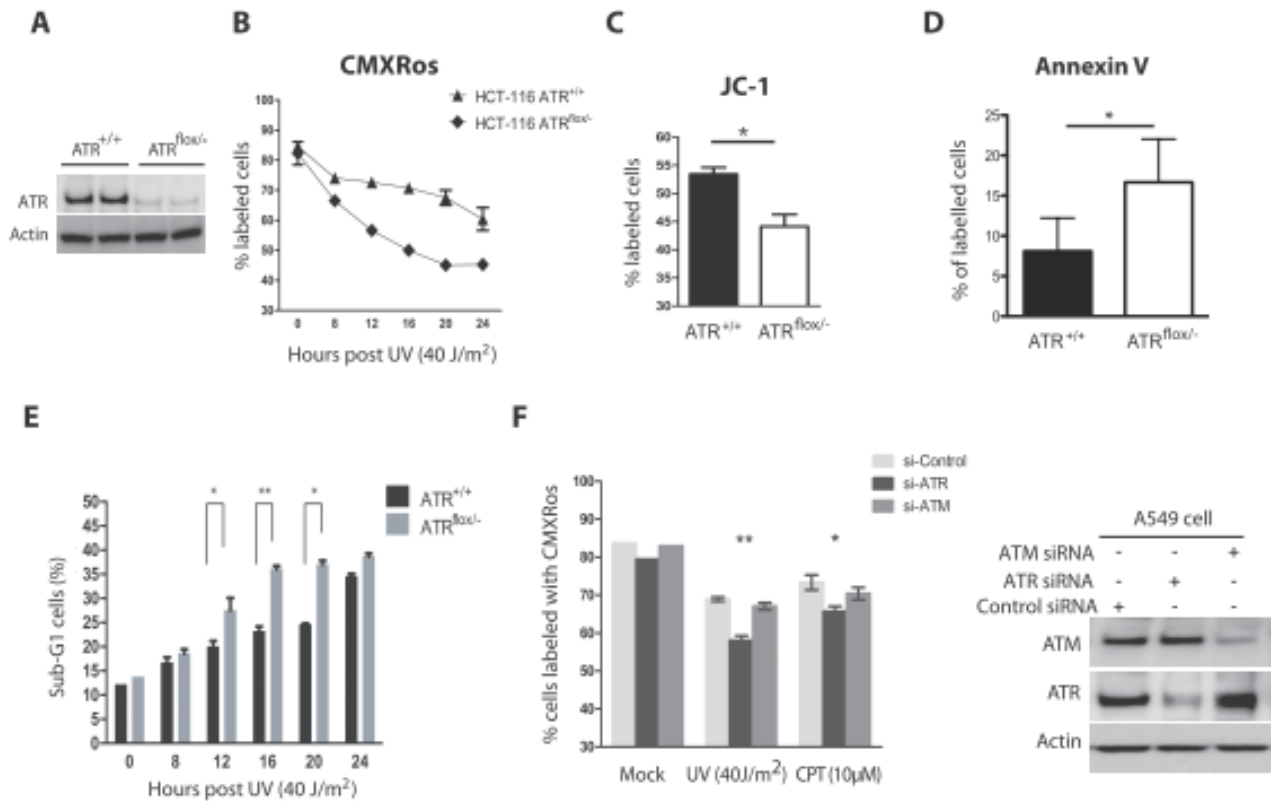 A
ATR+/+ ATRflox/-
ATR
Actin
B
CMXRos
HCT-116 ATR+/+
HCT-116 ATRflox/-
% labeled cells
100
90
80
70
60
50
40
30
0 8 12 16 20 24
Hours post UV (40 J/m2)
C
JC-1
*
% labeled cells
60
55
50
45
40
35
30
ATR+/+ ATRflox/-
D
Annexin V
*
% of labelled cells
25
20
15
10
5
0
ATR+/+ ATRflox/-
E
ATR+/+
ATRflox/-
* ** *
Sub-G1 cells (%)
50
45
40
35
30
25
20
15
10
5
0
0 8 12 16 20 24
Hours post UV (40 J/m2)
F
si-Control
si-ATR
si-ATM
** *
% cells labeled with CMXRos
100
90
80
70
60
50
40
30
Mock UV (40J/m2) CPT (10µM)
A549 cell
ATM siRNA - - +
ATR siRNA - + -
Control siRNA + - -
ATM
ATR
Actin